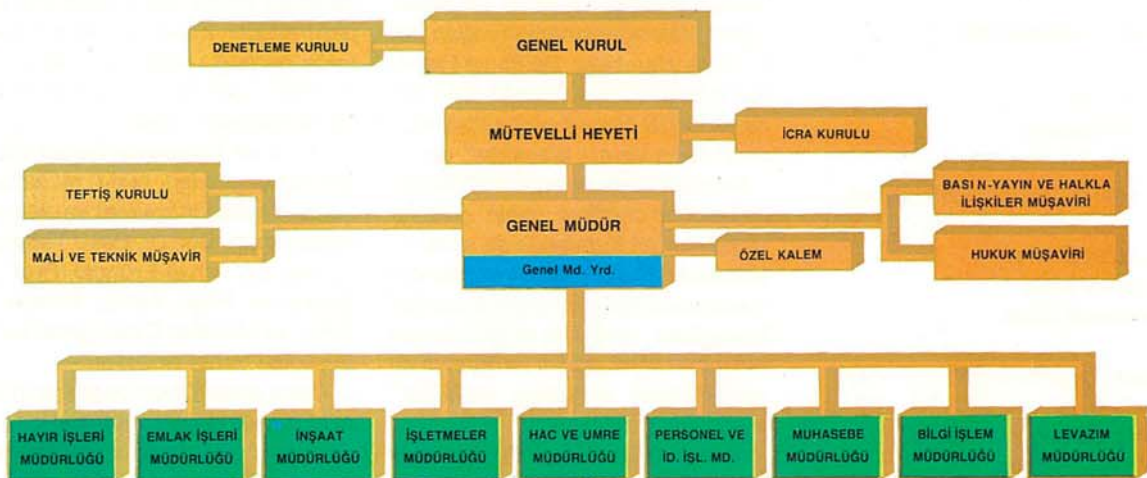 GENEL KURUL
DENETLEME KURULU
MÜTEVELLİ HEYETİ
İCRA KURULU
TEFTİŞ KURULU
BASI N-YAYIN VE HALKLA
İLİŞKİLER MÜŞAVİRİ
GENEL MÜDÜR
MALİ VE TEKNİK MÜŞAVİR
ÖZEL KALEM
HUKUK MÜŞAVİRİ
Genel Md. Yrd.
HAYIR İŞLERİ
MÜDÜRLÜĞÜ
EMLAK İŞLERİ
MÜDÜRLÜĞÜ
İNŞAAT
MÜDÜRLÜĞÜ
İŞLETMELER
MÜDÜRLÜĞÜ
HAC VE UMRE
MÜDÜRLÜĞÜ
PERSONEL VE
İD. İŞL. MD.
MUHASEBE
MÜDÜRLÜĞÜ
BİLGİ İŞLEM
MÜDÜRLÜĞÜ
LEVAZIM
MÜDÜRLÜĞÜ